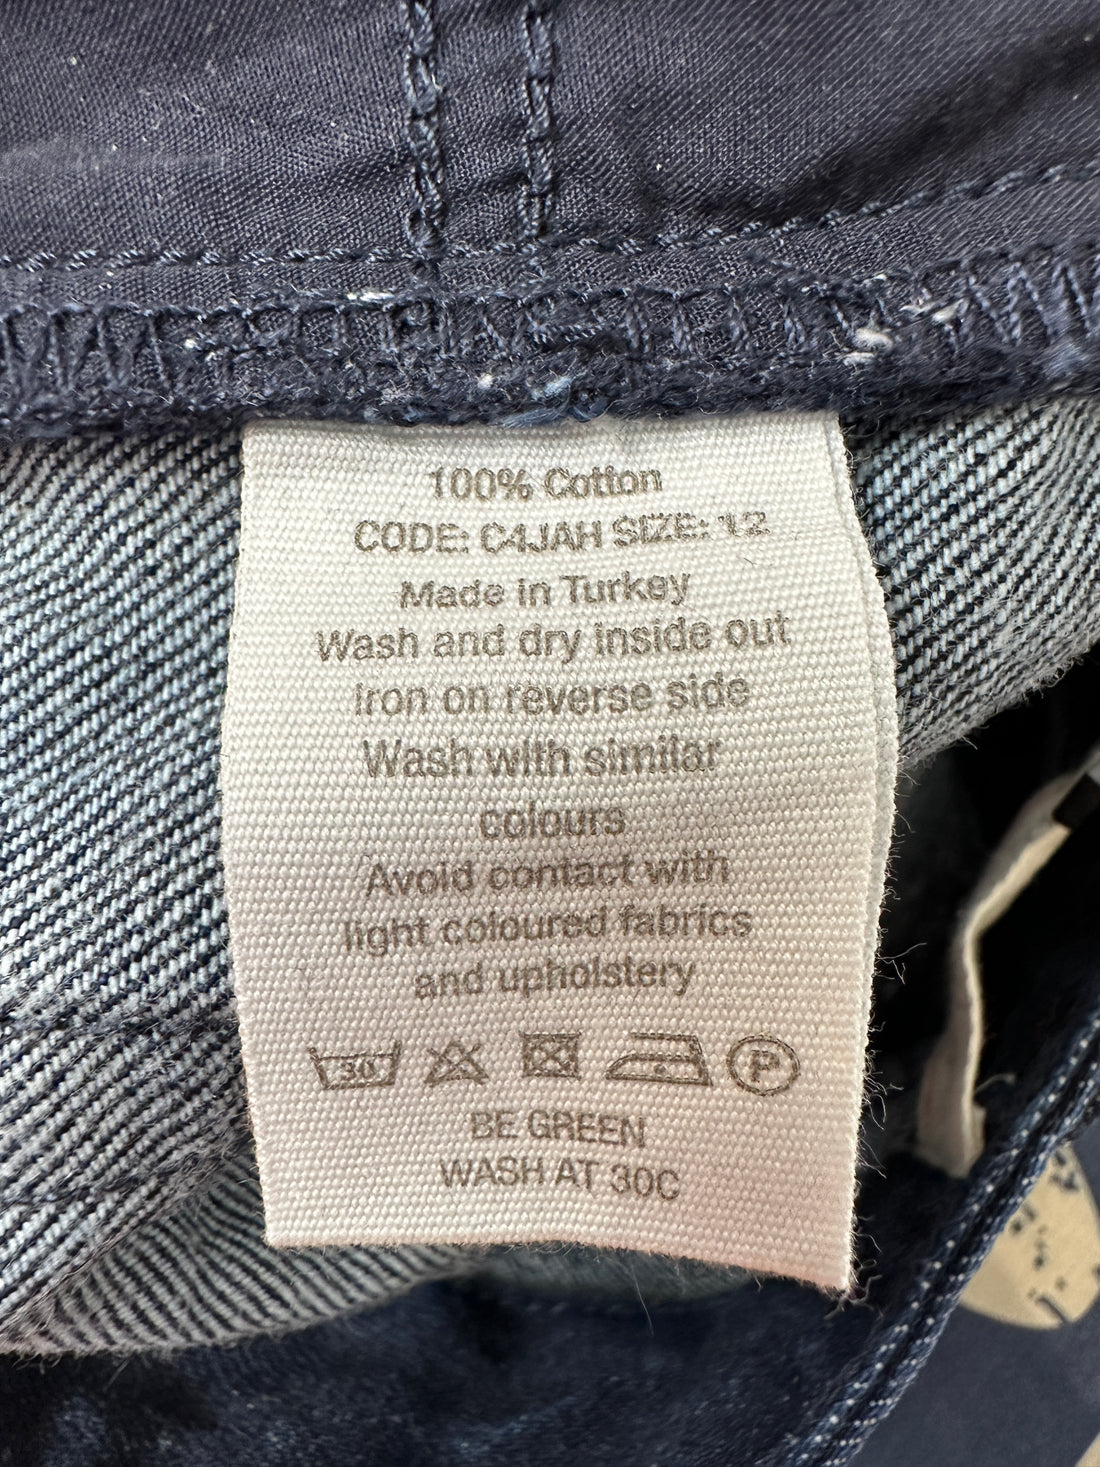 100% Cotton
CODE: C4JAH SIZE: 12
Made in Turkey
Wash and dry inside out
Iron on reverse side
Wash with similar
colours
Avoid contact with
light coloured fabrics
and upholstery
30 P
BE GREEN
WASH AT 30C